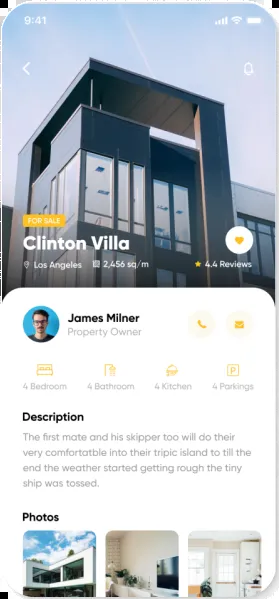 9:41
FOR SALE
Clinton Villa
Los Angeles 2,456 sq/m 4.4 Reviews
James Milner
Property Owner
4 Bedroom 4 Bathroom 4 Kitchen 4 Parkings
Description
The first mate and his skipper too will do their
very comfortatble into their tripic island to till the
end the weather started getting rough the tiny
ship was tossed.
Photos